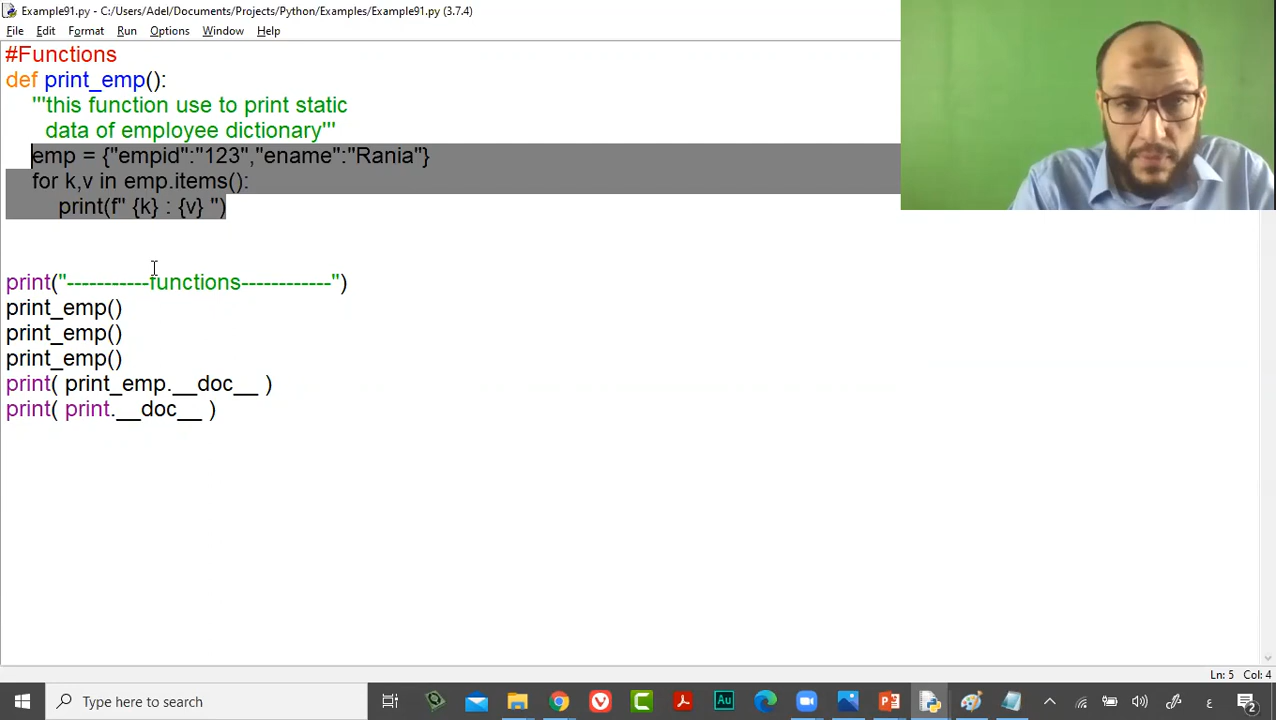 Example91.py - C:/Users/Adel/Documents/Projects/Python/Examples/Example91.py (3.7.4)
File Edit Format Run Options Window Help
#Functions
def print_emp():
'''this function use to print static
data of employee dictionary'''
emp = {"empid":"123","ename":"Rania"}
for k,v in emp.items():
print(f" {k} : {v} ")
print("-----------functions------------")
print_emp()
print_emp()
print_emp()
print( print_emp.__doc__ )
print( print.__doc__ )
Ln: 5 Col: 4
Type here to search
Au
ع
2